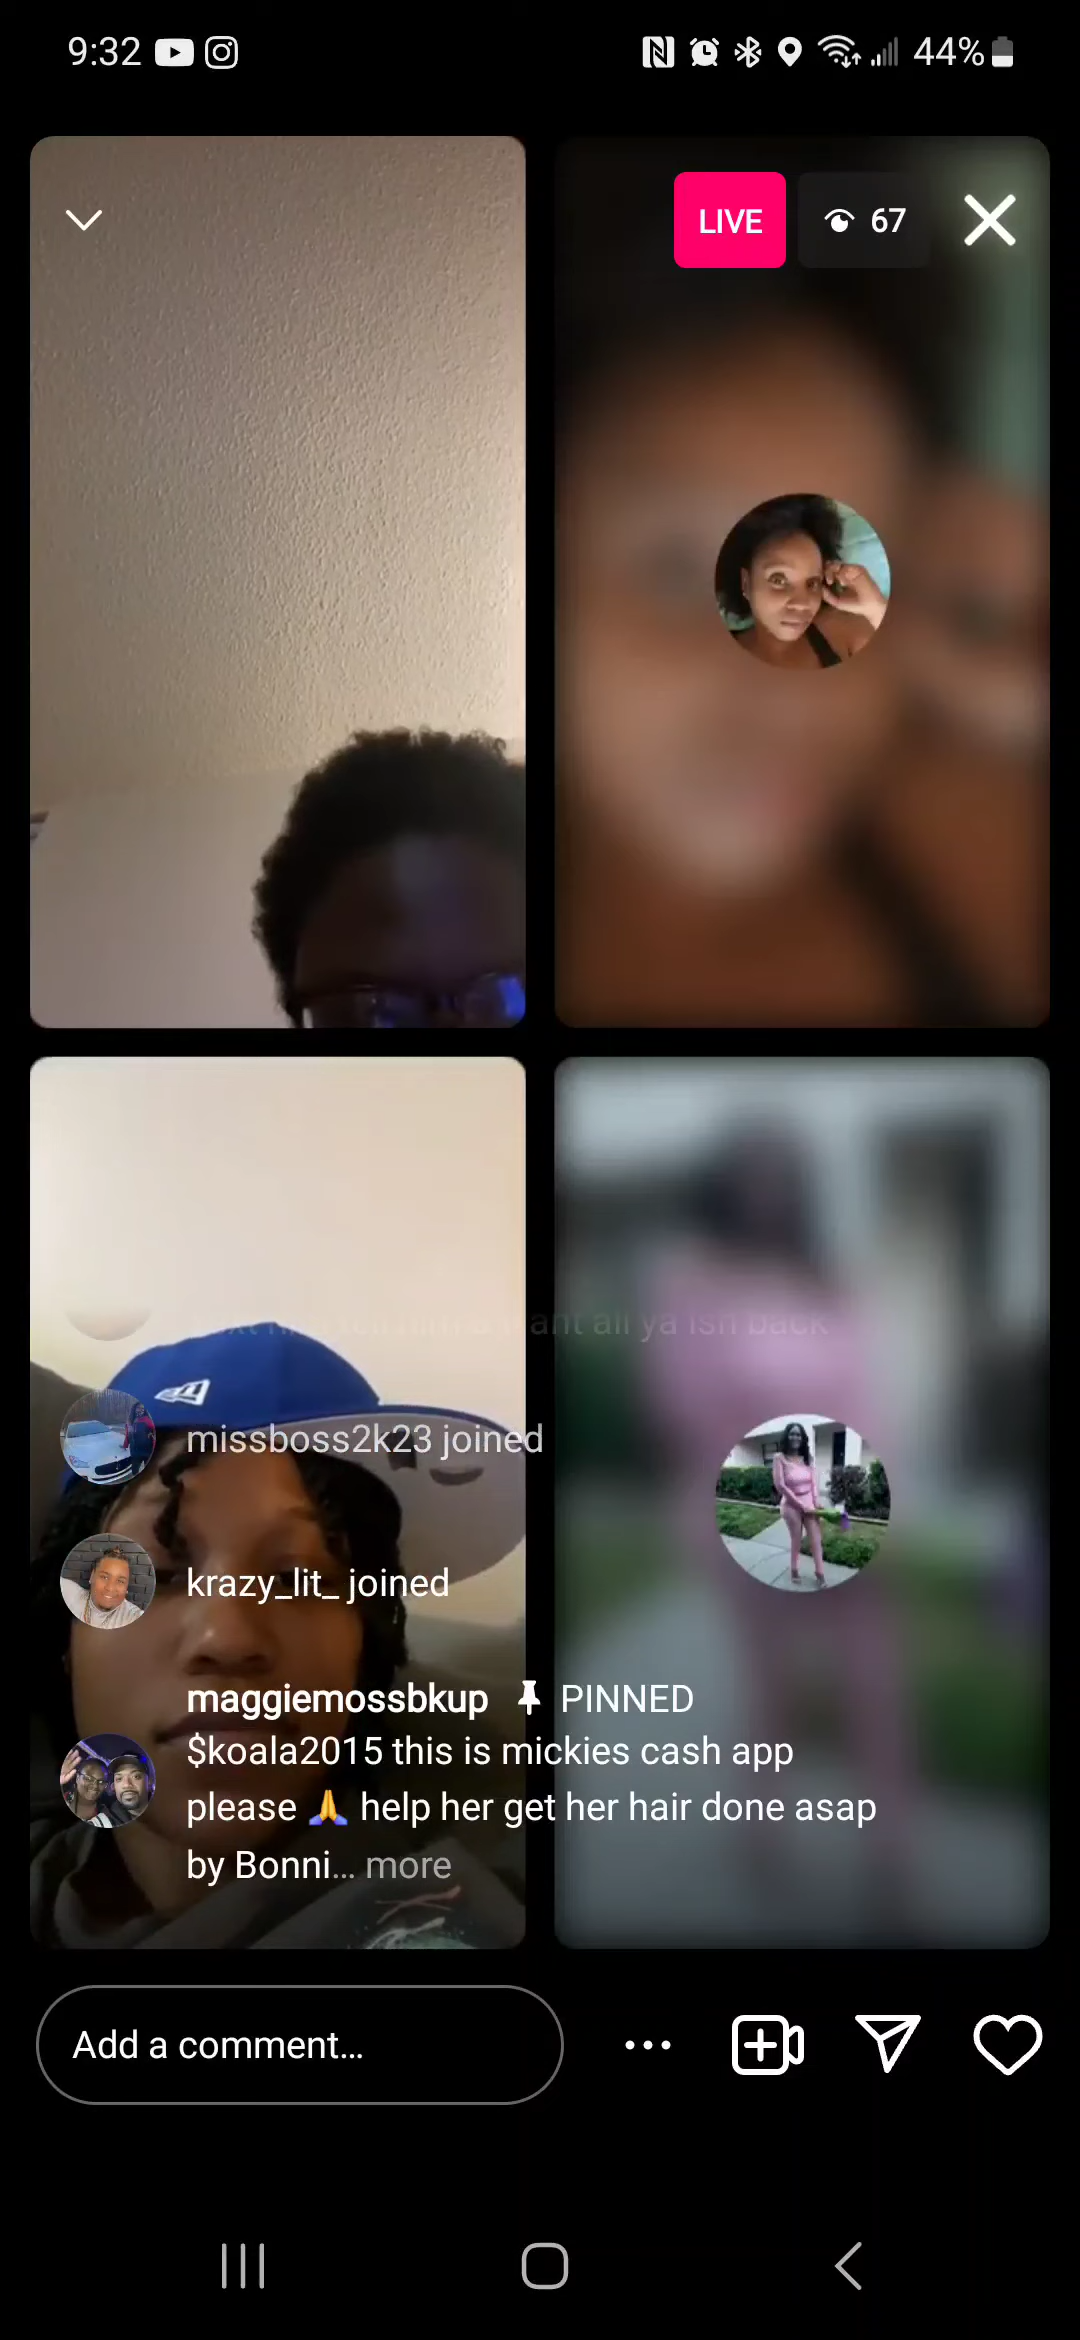 9:32
44%
LIVE
67
ant all ya ish back
missboss2k23 joined
krazy_lit_ joined
maggiemossbkup PINNED
$koala2015 this is mickies cash app
please 🙏 help her get her hair done asap
by Bonni... more
Add a comment...